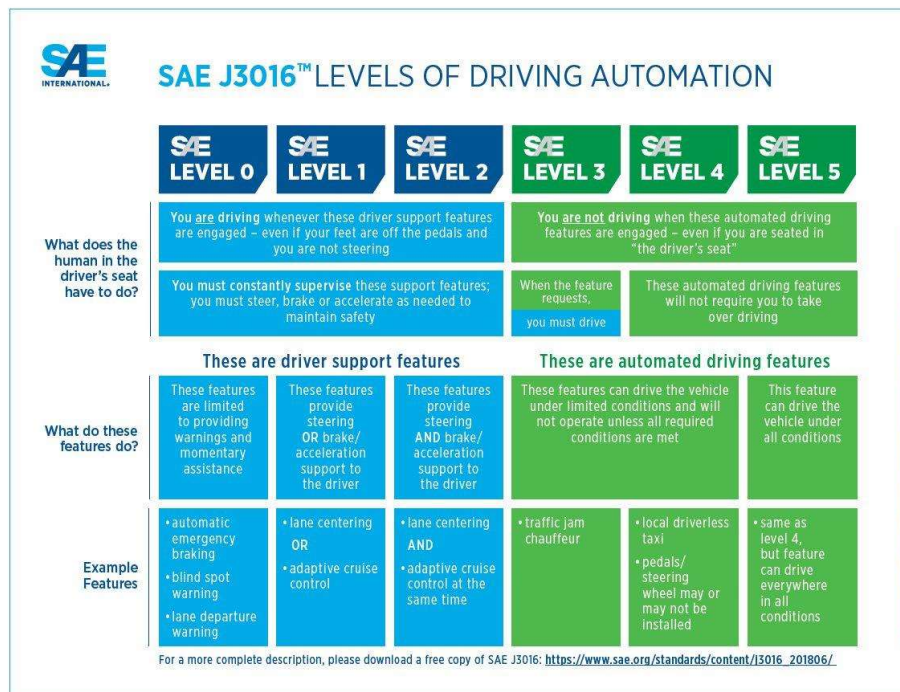 SAE
INTERNATIONAL®
SAE J3016™ LEVELS OF DRIVING AUTOMATION
SAE
LEVEL 0
SAE
LEVEL 1
SAE
LEVEL 2
SAE
LEVEL 3
SAE
LEVEL 4
SAE
LEVEL 5
What does the
human in the
driver's seat
have to do?
You are driving whenever these driver support features
are engaged – even if your feet are off the pedals and
you are not steering
You are not driving when these automated driving
features are engaged – even if you are seated in
"the driver's seat"
You must constantly supervise these support features;
you must steer, brake or accelerate as needed to
maintain safety
When the feature
requests,
you must drive
These automated driving features
will not require you to take
over driving
These are driver support features
These are automated driving features
What do these
features do?
These features
are limited
to providing
warnings and
momentary
assistance
These features
provide
steering
OR brake/
acceleration
support to
the driver
These features
provide
steering
AND brake/
acceleration
support to
the driver
These features can drive the vehicle
under limited conditions and will
not operate unless all required
conditions are met
This feature
can drive the
vehicle under
all conditions
Example
Features
• automatic
emergency
braking
• blind spot
warning
• lane departure
warning
• lane centering
OR
• adaptive cruise
control
• lane centering
AND
• adaptive cruise
control at the
same time
• traffic jam
chauffeur
• local driverless
taxi
• pedals/
steering
wheel may or
may not be
installed
• same as
level 4,
but feature
can drive
everywhere
in all
conditions
For a more complete description, please download a free copy of SAE J3016: https://www.sae.org/standards/content/j3016_201806/